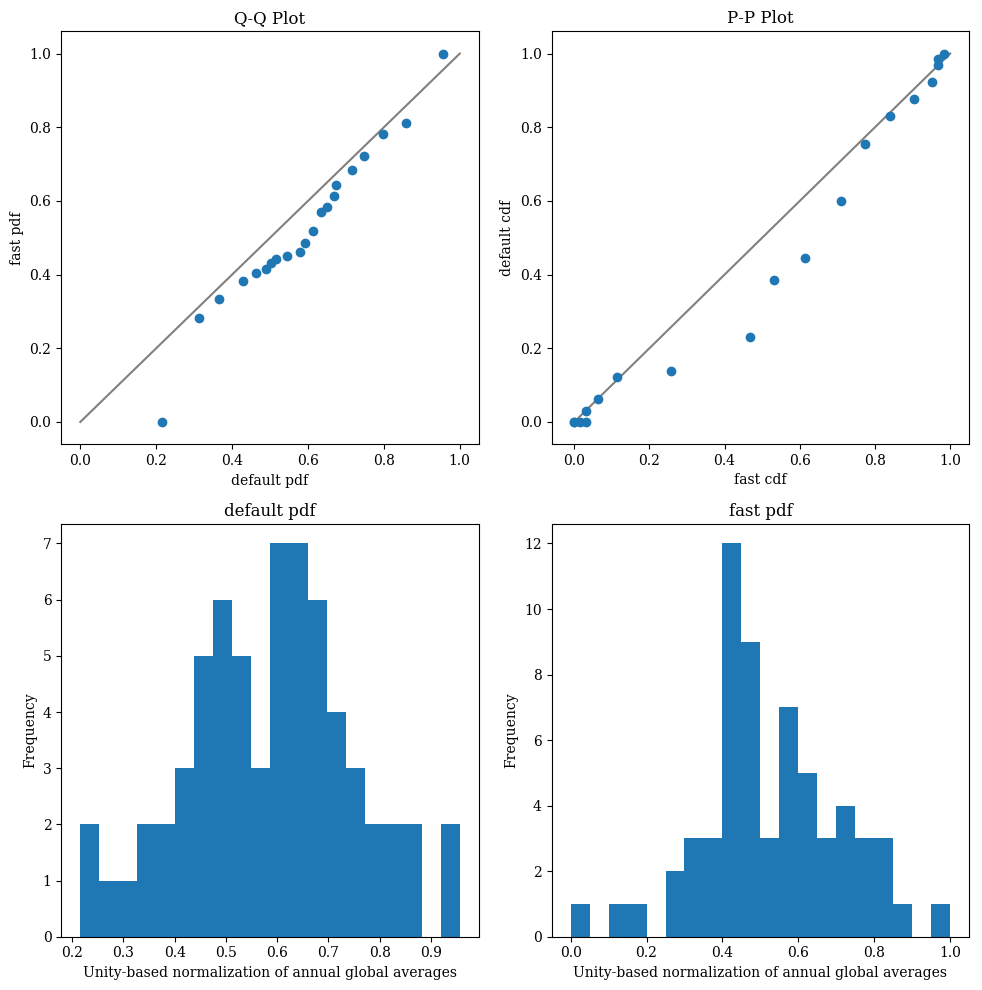 Q-Q Plot
1.0
0.8
0.6
0.4
0.2
0.0
fast pdf
0.0 0.2 0.4 0.6 0.8 1.0
default pdf
P-P Plot
1.0
0.8
0.6
0.4
0.2
0.0
default cdf
0.0 0.2 0.4 0.6 0.8 1.0
fast cdf
default pdf
7
6
5
4
3
2
1
0
Frequency
0.2 0.3 0.4 0.5 0.6 0.7 0.8 0.9
Unity-based normalization of annual global averages
fast pdf
12
10
8
6
4
2
0
Frequency
0.0 0.2 0.4 0.6 0.8 1.0
Unity-based normalization of annual global averages